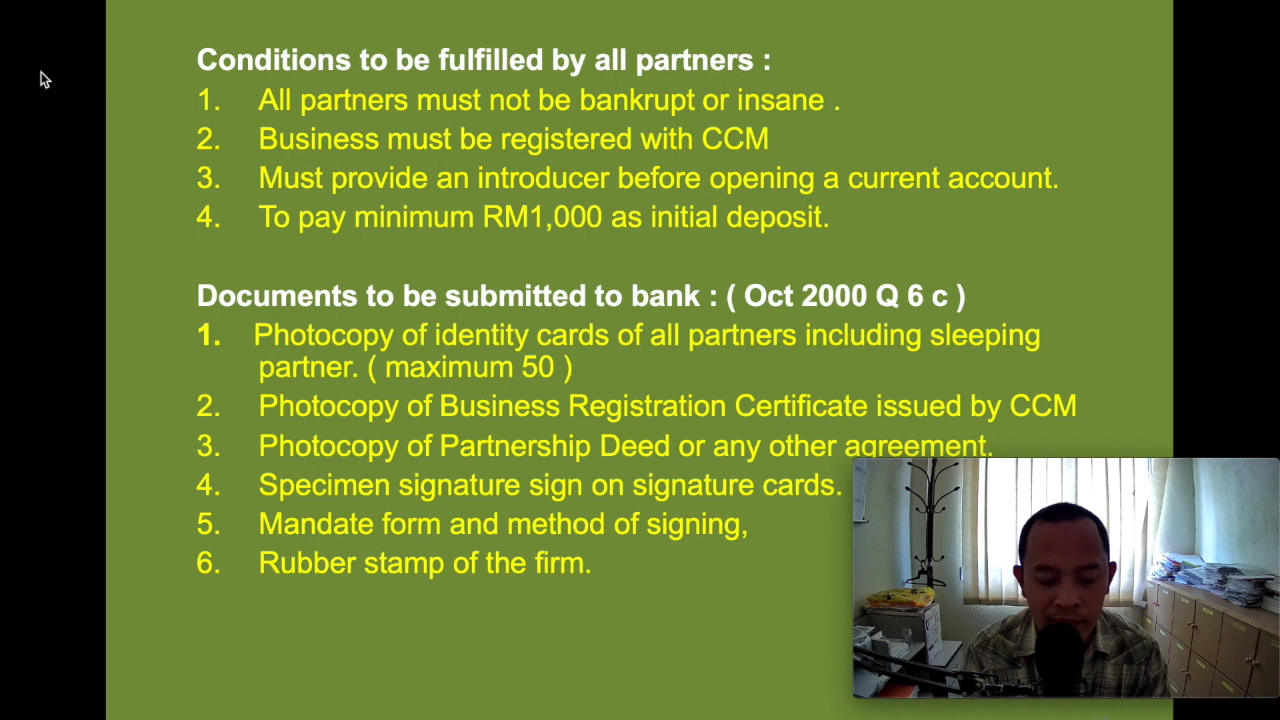 Conditions to be fulfilled by all partners :
1. All partners must not be bankrupt or insane .
2. Business must be registered with CCM
3. Must provide an introducer before opening a current account.
4. To pay minimum RM1,000 as initial deposit.
Documents to be submitted to bank : ( Oct 2000 Q 6 c )
1. Photocopy of identity cards of all partners including sleeping
partner. ( maximum 50 )
2. Photocopy of Business Registration Certificate issued by CCM
3. Photocopy of Partnership Deed or any other agreement.
4. Specimen signature sign on signature cards.
5. Mandate form and method of signing,
6. Rubber stamp of the firm.